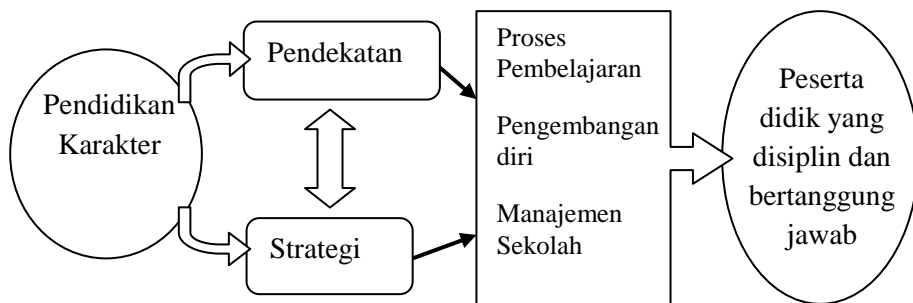 Pendidikan
Karakter
Pendekatan
Strategi
Proses
Pembelajaran
Pengembangan
diri
Manajemen
Sekolah
Peserta
didik yang
disiplin dan
bertanggung
jawab